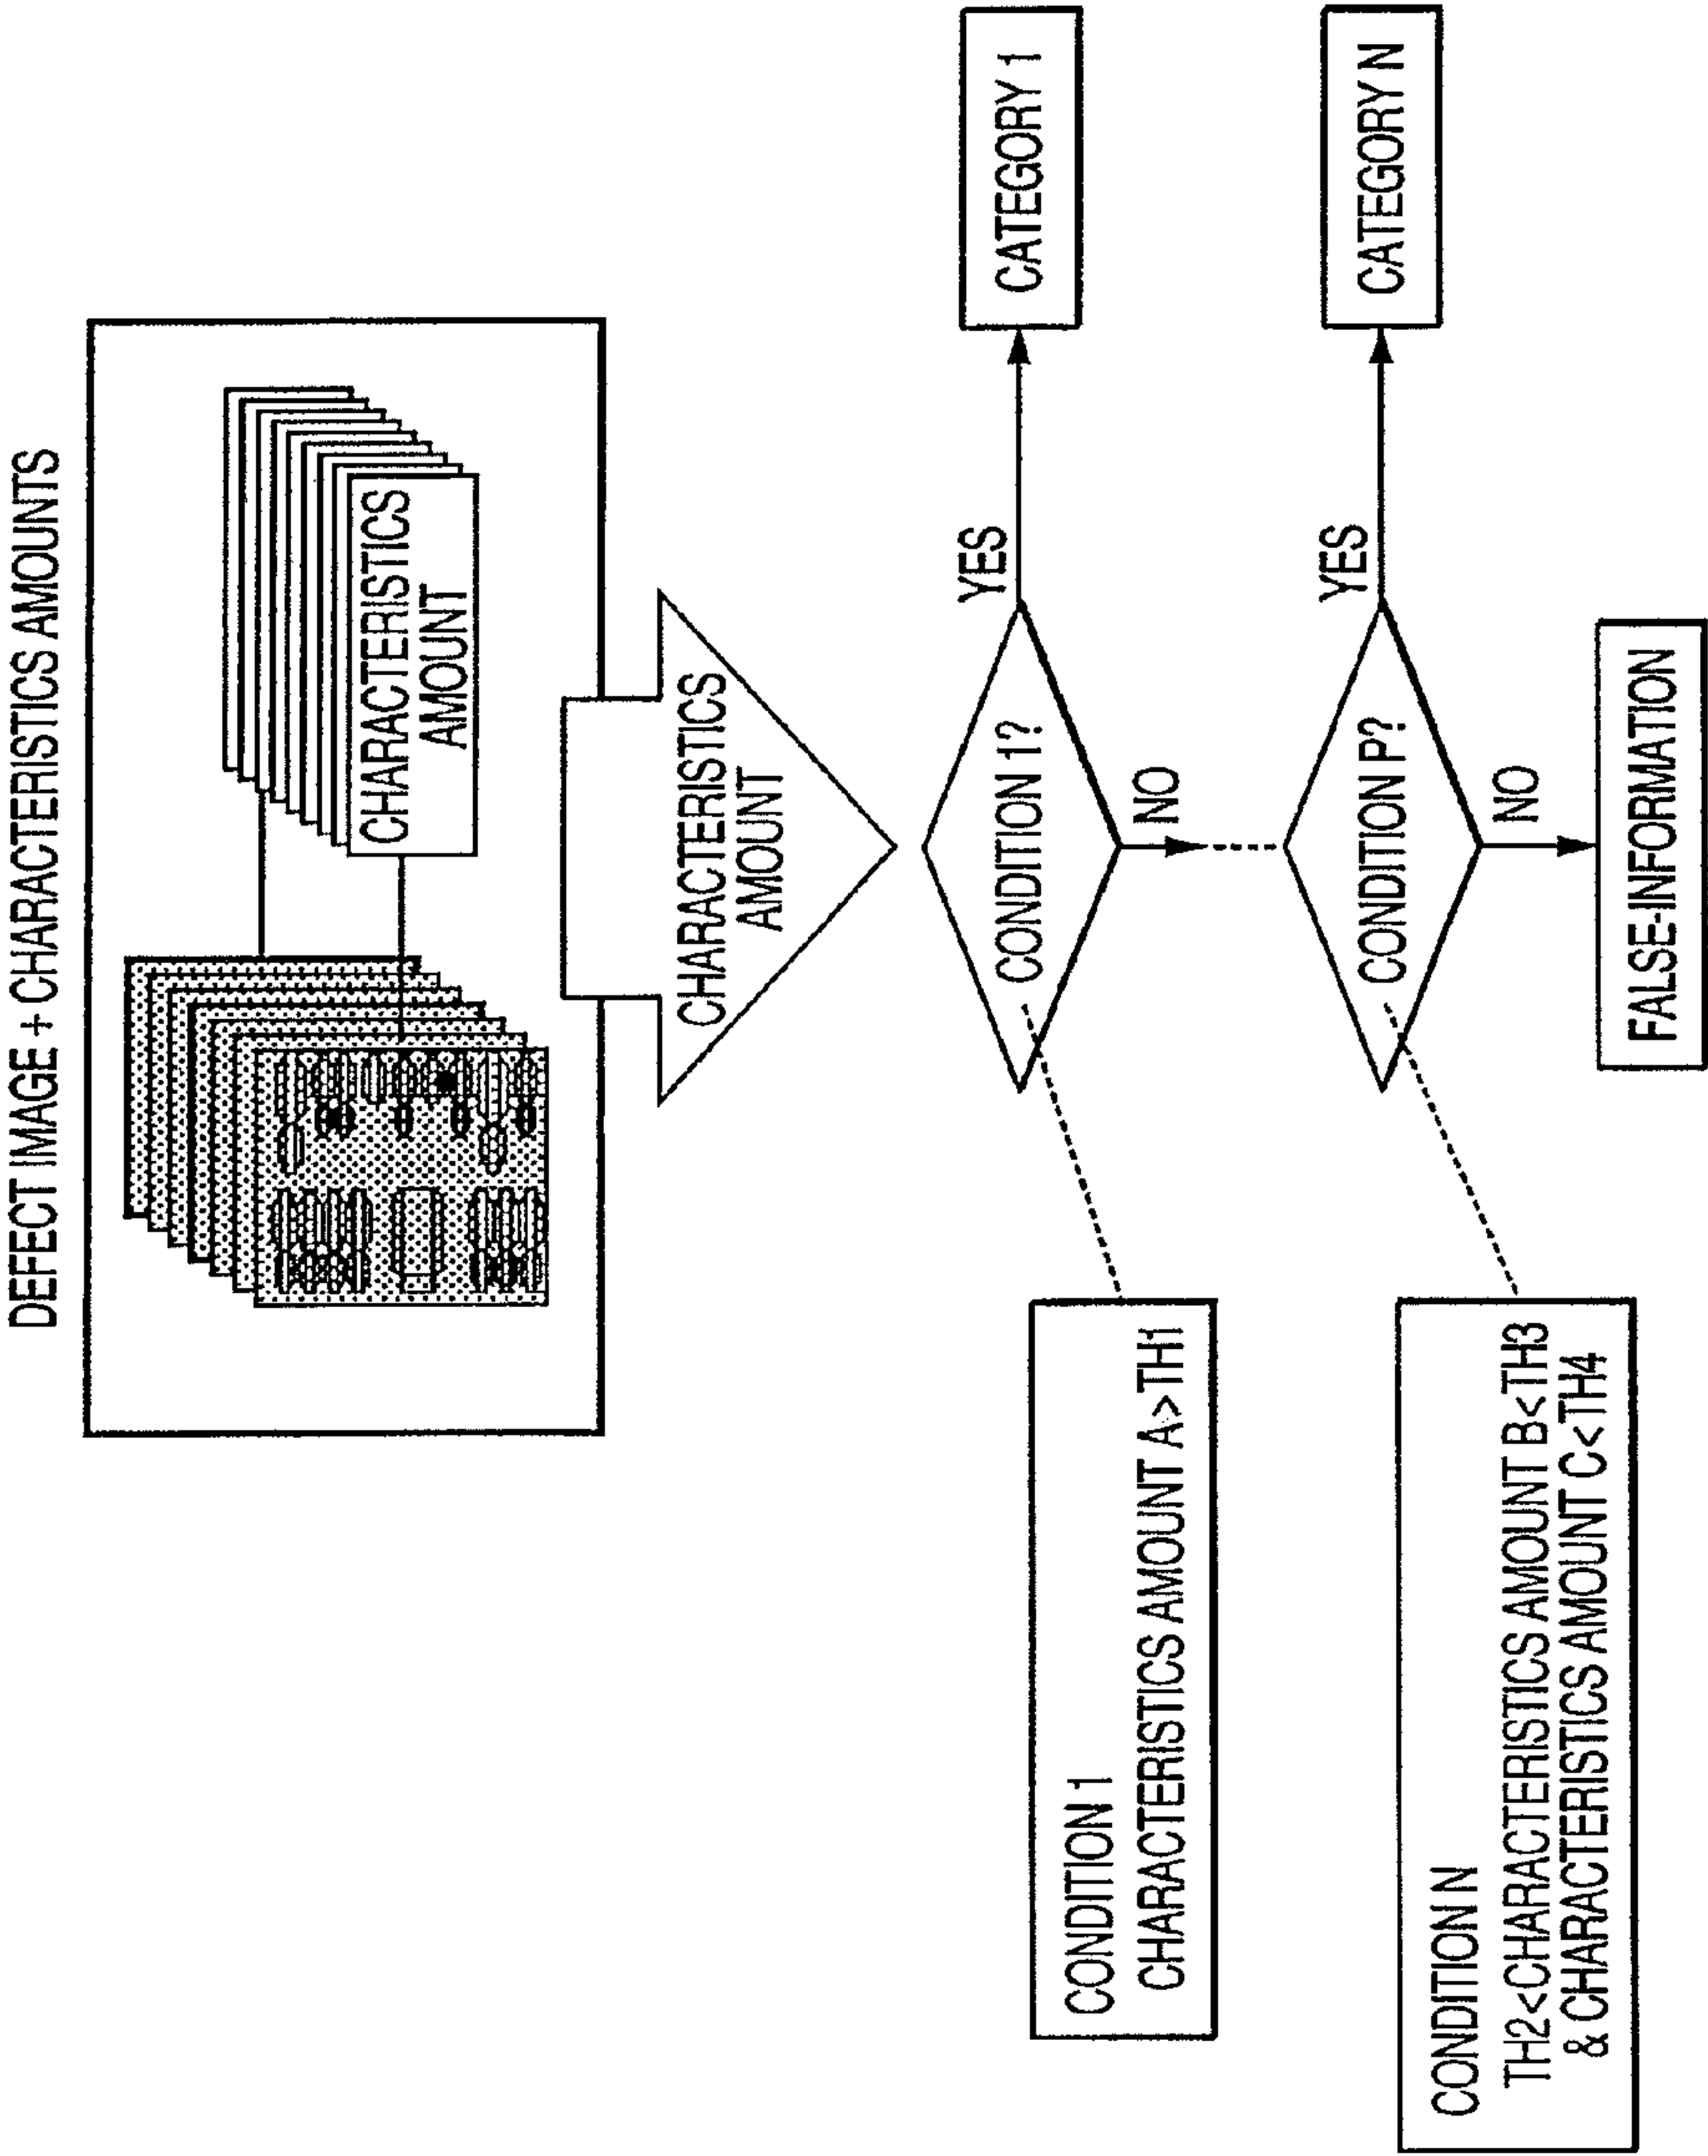 DEFECT IMAGE + CHARACTERISTICS AMOUNTS
CHARACTERISTICS
AMOUNT
CHARACTERISTICS
AMOUNT
CONDITION 1?
YES
CATEGORY 1
NO
CONDITION 1
CHARACTERISTICS AMOUNT A>TH1
CONDITION P?
YES
CATEGORY N
NO
CONDITION N
TH2<CHARACTERISTICS AMOUNT B<TH3
& CHARACTERISTICS AMOUNT C<TH4
FALSE-INFORMATION